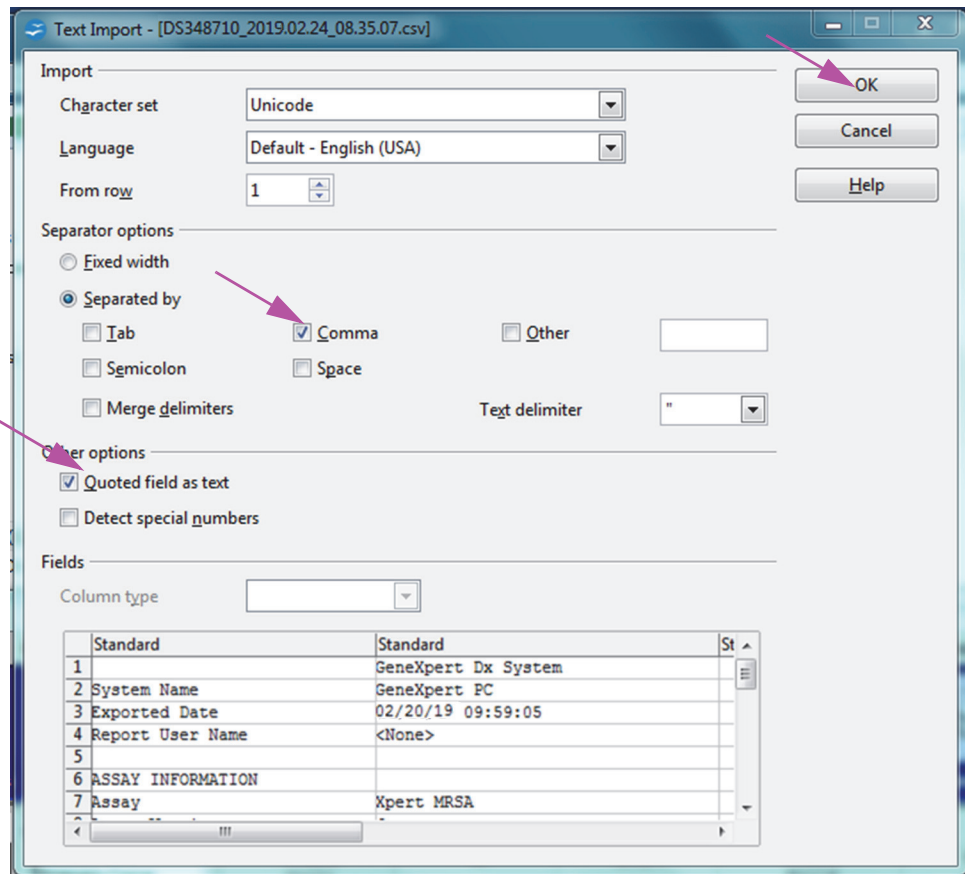 Text Import - [DS348710_2019.02.24_08.35.07.csv]
Import
OK
Character set Unicode
Cancel
Language Default - English (USA)
Help
From row 1
Separator options
Fixed width
Separated by
Tab Comma Other
Semicolon Space
Merge delimiters Text delimiter "
Other options
Quoted field as text
Detect special numbers
Fields
Column type
Standard Standard St
1 GeneXpert Dx System
2 System Name GeneXpert PC
3 Exported Date 02/20/19 09:59:05
4 Report User Name <None>
5
6 ASSAY INFORMATION
7 Assay Xpert MRSA